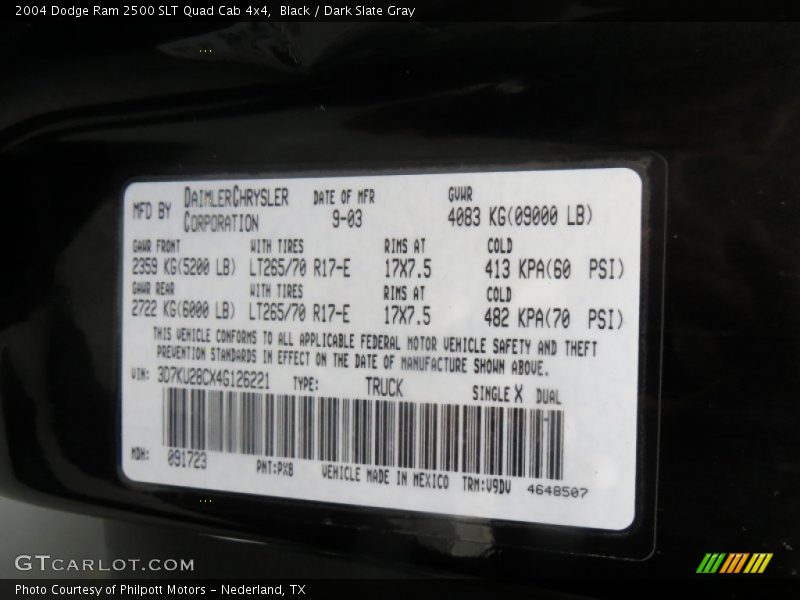 2004 Dodge Ram 2500 SLT Quad Cab 4x4,  Black / Dark Slate Gray
MFD BY DAIMLERCHRYSLER CORPORATION DATE OF MFR 9-03 GVWR 4083 KG(09000 LB)
GAWR FRONT WITH TIRES RIMS AT COLD
2359 KG(5200 LB) LT265/70 R17-E 17X7.5 413 KPA(60 PSI)
GAWR REAR WITH TIRES RIMS AT COLD
2722 KG(6000 LB) LT265/70 R17-E 17X7.5 482 KPA(70 PSI)
THIS VEHICLE CONFORMS TO ALL APPLICABLE FEDERAL MOTOR VEHICLE SAFETY AND THEFT
PREVENTION STANDARDS IN EFFECT ON THE DATE OF MANUFACTURE SHOWN ABOVE.
VIN: 3D7KU28CX4G126221 TYPE: TRUCK SINGLE X DUAL
MDH: 091723 PNT:PXB VEHICLE MADE IN MEXICO TRM:V9DV 4648507
GTCARLOT.COM
Photo Courtesy of Philpott Motors - Nederland, TX